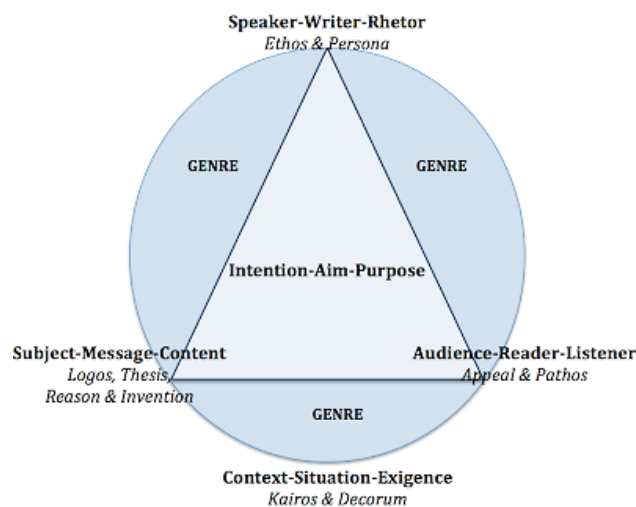 Speaker-Writer-Rhetor
Ethos & Persona
GENRE
GENRE
Intention-Aim-Purpose
Subject-Message-Content
Logos, Thesis,
Reason & Invention
Audience-Reader-Listener
Appeal & Pathos
GENRE
Context-Situation-Exigence
Kairos & Decorum